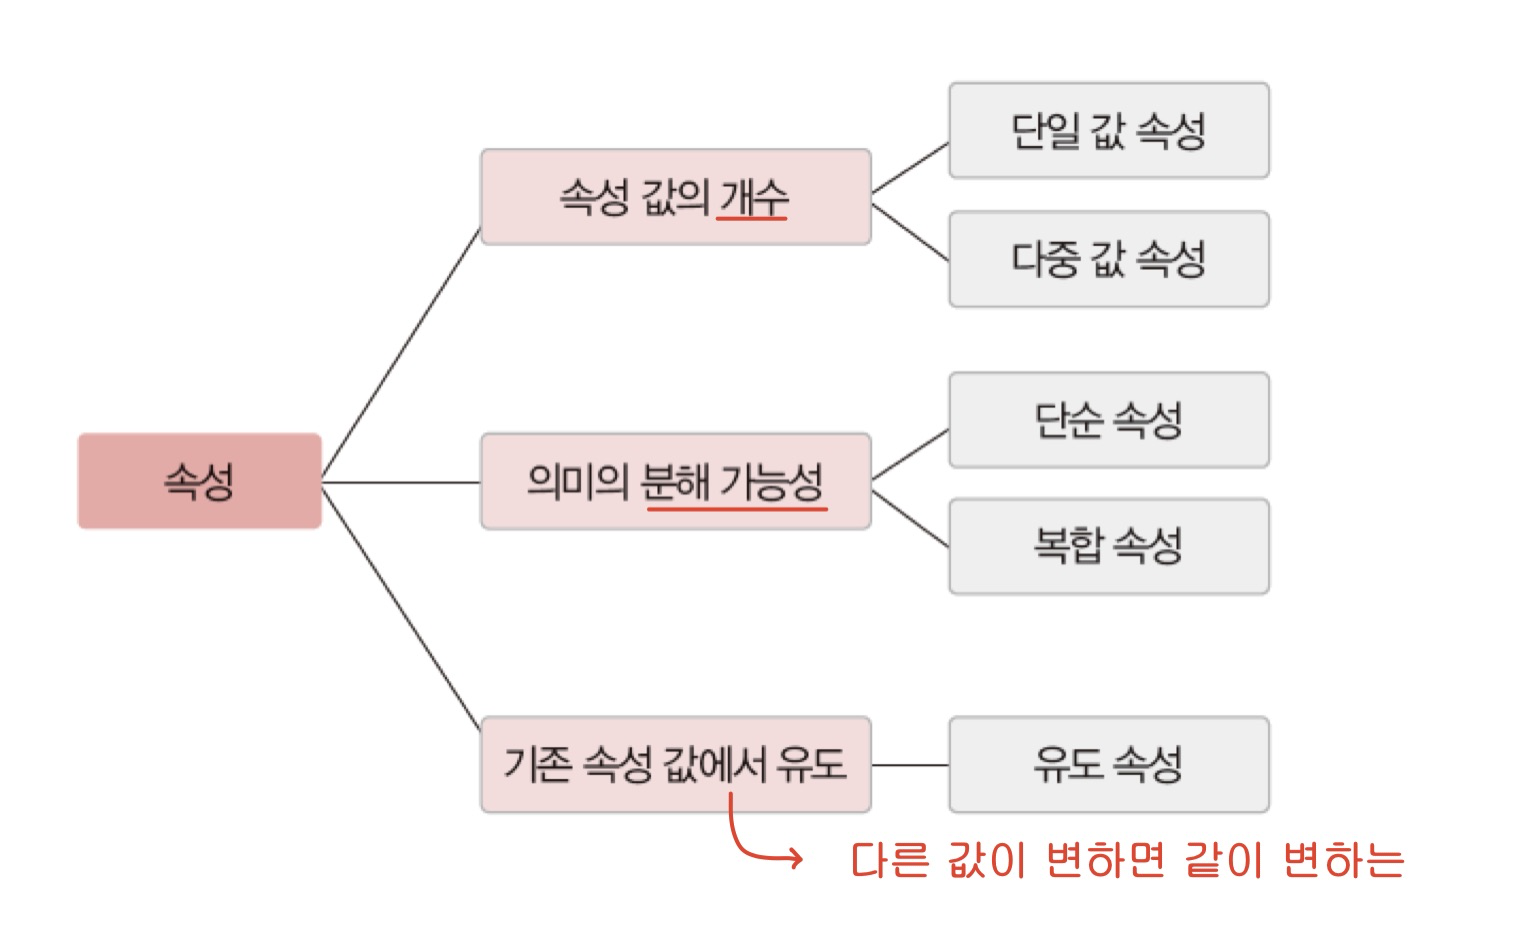 단일 값 속성
속성 값의 개수
다중 값 속성
단순 속성
속성
의미의 분해 가능성
복합 속성
기존 속성 값에서 유도
유도 속성
다른 값이 변하면 같이 변하는